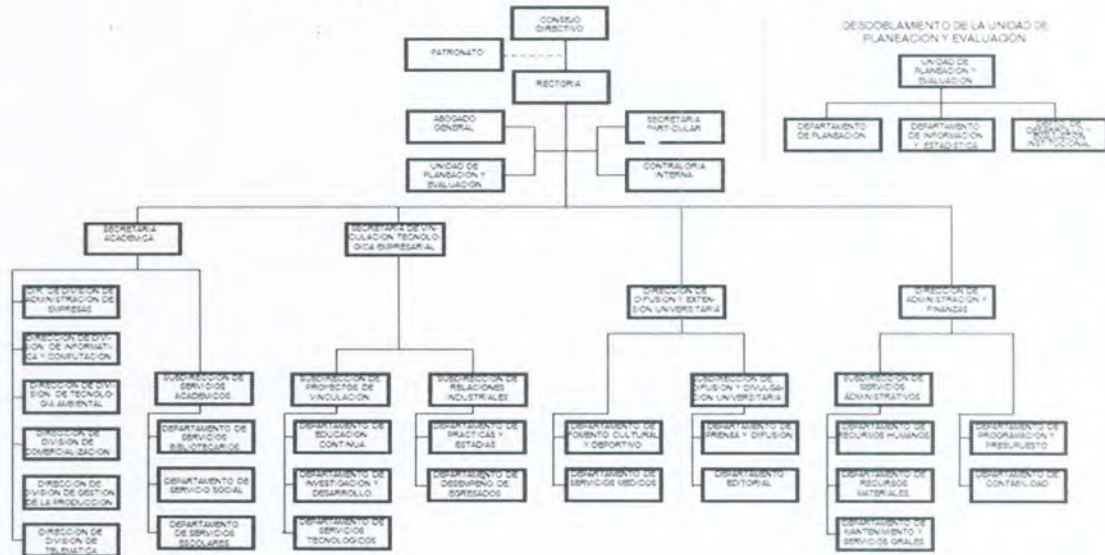 CONSEJO
DIRECTIVO
PATRONATO
RECTORIA
ABOGADO
GENERAL
SECRETARIA
PARTICULAR
UNIDAD DE
PLANEACION Y
EVALUACION
CONTRALORIA
INTERNA
DESDOBLAMIENTO DE LA UNIDAD DE
PLANEACION Y EVALUACION
UNIDAD DE
PLANEACION Y
EVALUACION
DEPARTAMENTO
DE PLANEACION
DEPARTAMENTO
DE INFORMACION
Y ESTADISTICA
DEPTO. DE
DESARROLLO Y
EVALUACION
INSTITUCIONAL
SECRETARIA
ACADEMICA
SECRETARIA DE VIN-
CULACION TECNOLO-
GICA EMPRESARIAL
DIRECCION DE
DIFUSION Y EXTEN-
SION UNIVERSITARIA
DIRECCION DE
ADMINISTRACION Y
FINANZAS
DIR. DE DIVISION DE
ADMINISTRACION DE
EMPRESAS
DIRECCION DE DIVI-
SION DE INFORMATI-
CA Y COMPUTACION
DIRECCION DE DIVI-
SION DE TECNOLO-
GIA AMBIENTAL
DIRECCION DE
DIVISION DE
COMERCIALIZACION
DIRECCION DE
DIVISION DE GESTION
DE LA PRODUCCION
DIRECCION DE
DIVISION DE
TELEMATICA
SUBDIRECCION DE
SERVICIOS
ACADEMICOS
DEPARTAMENTO DE
SERVICIOS
BIBLIOTECARIOS
DEPARTAMENTO
DE SERVICIO SOCIAL
DEPARTAMENTO
DE SERVICIOS
ESCOLARES
SUBDIRECCION DE
PROYECTOS DE
VINCULACION
DEPARTAMENTO DE
EDUCACION
CONTINUA
DEPARTAMENTO DE
INVESTIGACION Y
DESARROLLO
DEPARTAMENTO DE
SERVICIOS
TECNOLOGICOS
SUBDIRECCION DE
RELACIONES
INDUSTRIALES
DEPARTAMENTO DE
PRACTICAS Y
ESTADIAS
DEPARTAMENTO DE
DESEMPEÑO DE
EGRESADOS
DEPARTAMENTO DE
FOMENTO CULTURAL
Y DEPORTIVO
DEPARTAMENTO
DE SERVICIOS MEDICOS
SUBDIRECCION DE
DIFUSION Y DIVULGA-
CION UNIVERSITARIA
DEPARTAMENTO DE
PRENSA Y DIFUSION
DEPARTAMENTO
EDITORIAL
SUBDIRECCION DE
SERVICIOS
ADMINISTRATIVOS
DEPARTAMENTO DE
RECURSOS HUMANOS
DEPARTAMENTO DE
RECURSOS
MATERIALES
DEPARTAMENTO DE
MANTENIMIENTO Y
SERVICIOS GRALES
DEPARTAMENTO DE
PROGRAMACION Y
PRESUPUESTO
DEPARTAMENTO
DE CONTABILIDAD